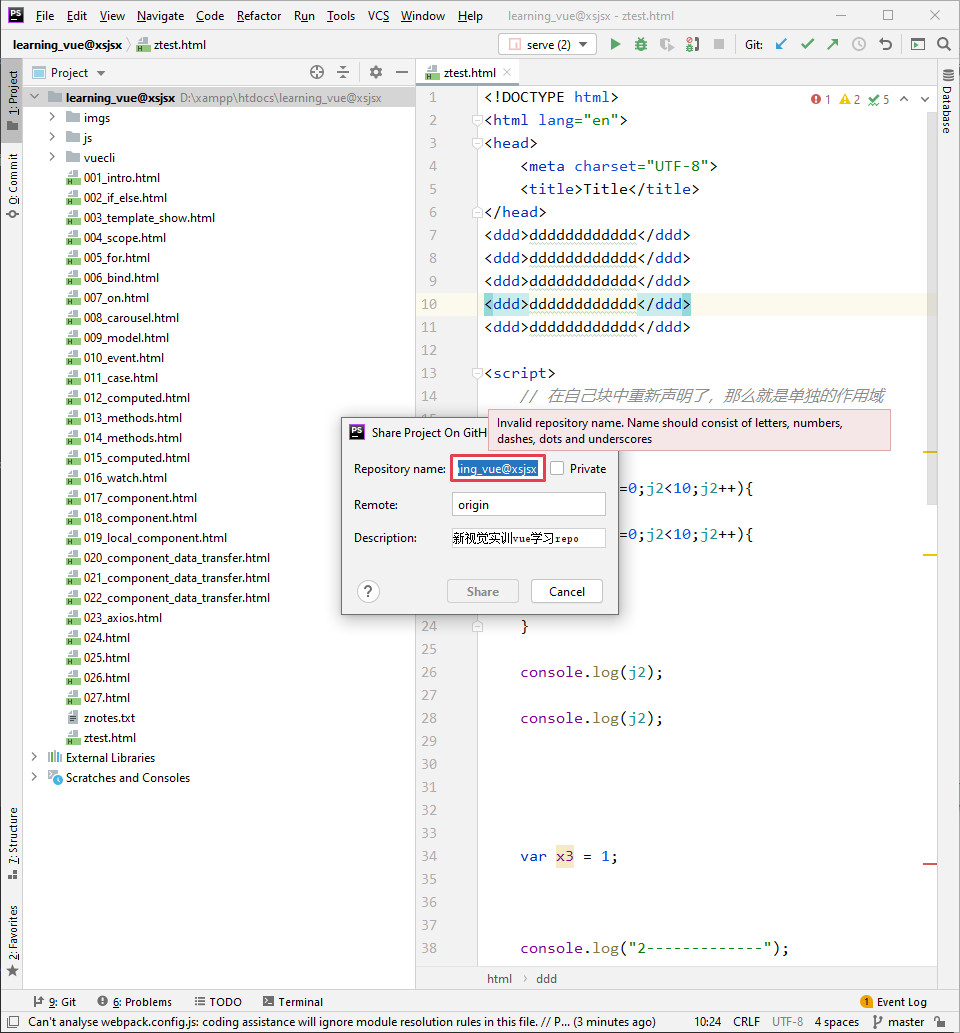 PS File Edit View Navigate Code Refactor Run Tools VCS Window Help learning_vue@xsjsx - ztest.html
learning_vue@xsjsx ztest.html serve (2) Git:
Project
ztest.html
1: Project
0: Commit
7: Structure
2: Favorites
learning_vue@xsjsx D:\xampp\htdocs\learning_vue@xsjsx
imgs
js
vuecli
001_intro.html
002_if_else.html
003_template_show.html
004_scope.html
005_for.html
006_bind.html
007_on.html
008_carousel.html
009_model.html
010_event.html
011_case.html
012_computed.html
013_methods.html
014_methods.html
015_computed.html
016_watch.html
017_component.html
018_component.html
019_local_component.html
020_component_data_transfer.html
021_component_data_transfer.html
022_component_data_transfer.html
023_axios.html
024.html
025.html
026.html
027.html
znotes.txt
ztest.html
External Libraries
Scratches and Consoles
1 <!DOCTYPE html>
1 2 5
2 <html lang="en">
3 <head>
4 <meta charset="UTF-8">
5 <title>Title</title>
6 </head>
7 <ddd>dddddddddddd</ddd>
8 <ddd>dddddddddddd</ddd>
9 <ddd>dddddddddddd</ddd>
10 <ddd>dddddddddddd</ddd>
11 <ddd>dddddddddddd</ddd>
12
13 <script>
14 // 在自己块中重新声明了，那么就是单独的作用域
=0;j2<10;j2++){
=0;j2<10;j2++){
24 }
25
26 console.log(j2);
27
28 console.log(j2);
29
30
31
32
33
34 var x3 = 1;
35
36
37
38 console.log("2-------------");
Database
PS Share Project On GitH
Invalid repository name. Name should consist of letters, numbers,
dashes, dots and underscores
Repository name: ning_vue@xsjsx Private
Remote: origin
Description: 新视觉实训vue学习repo
? Share Cancel
html ddd
9: Git 6: Problems TODO Terminal 1 Event Log
Can't analyse webpack.config.js: coding assistance will ignore module resolution rules in this file. // P... (3 minutes ago) 10:24 CRLF UTF-8 4 spaces master